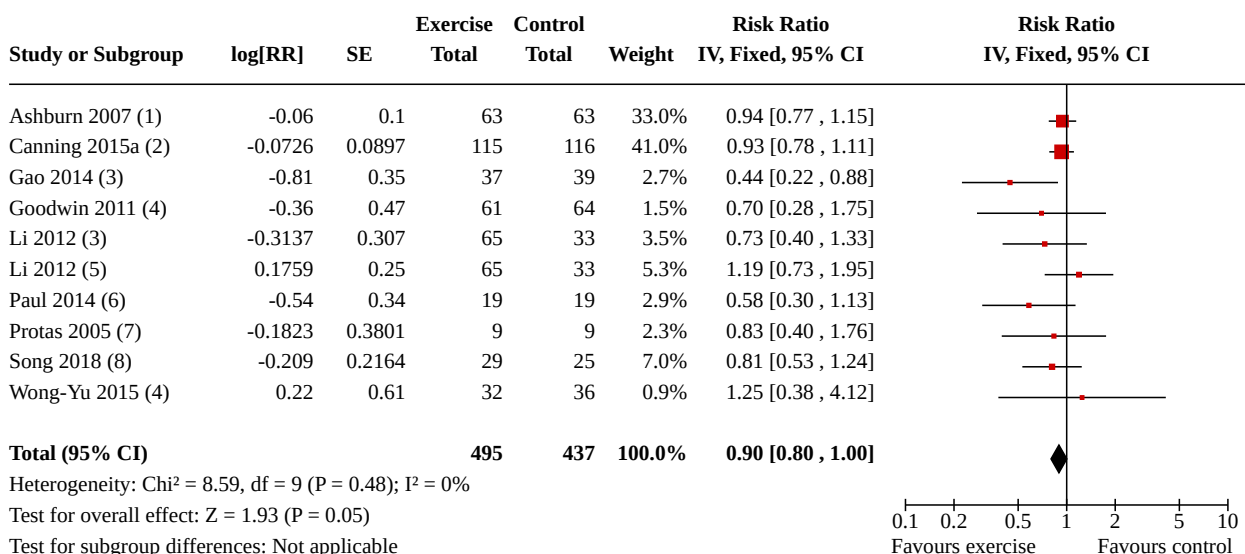 Exercise Control Risk Ratio Risk Ratio
Study or Subgroup log[RR] SE Total Total Weight IV, Fixed, 95% CI IV, Fixed, 95% CI
Ashburn 2007 (1) -0.06 0.1 63 63 33.0% 0.94 [0.77 , 1.15]
Canning 2015a (2) -0.0726 0.0897 115 116 41.0% 0.93 [0.78 , 1.11]
Gao 2014 (3) -0.81 0.35 37 39 2.7% 0.44 [0.22 , 0.88]
Goodwin 2011 (4) -0.36 0.47 61 64 1.5% 0.70 [0.28 , 1.75]
Li 2012 (3) -0.3137 0.307 65 33 3.5% 0.73 [0.40 , 1.33]
Li 2012 (5) 0.1759 0.25 65 33 5.3% 1.19 [0.73 , 1.95]
Paul 2014 (6) -0.54 0.34 19 19 2.9% 0.58 [0.30 , 1.13]
Protas 2005 (7) -0.1823 0.3801 9 9 2.3% 0.83 [0.40 , 1.76]
Song 2018 (8) -0.209 0.2164 29 25 7.0% 0.81 [0.53 , 1.24]
Wong-Yu 2015 (4) 0.22 0.61 32 36 0.9% 1.25 [0.38 , 4.12]
Total (95% CI) 495 437 100.0% 0.90 [0.80 , 1.00]
Heterogeneity: Chi² = 8.59, df = 9 (P = 0.48); I² = 0%
Test for overall effect: Z = 1.93 (P = 0.05)
Test for subgroup differences: Not applicable
0.1 0.2 0.5 1 2 5 10
Favours exercise Favours control